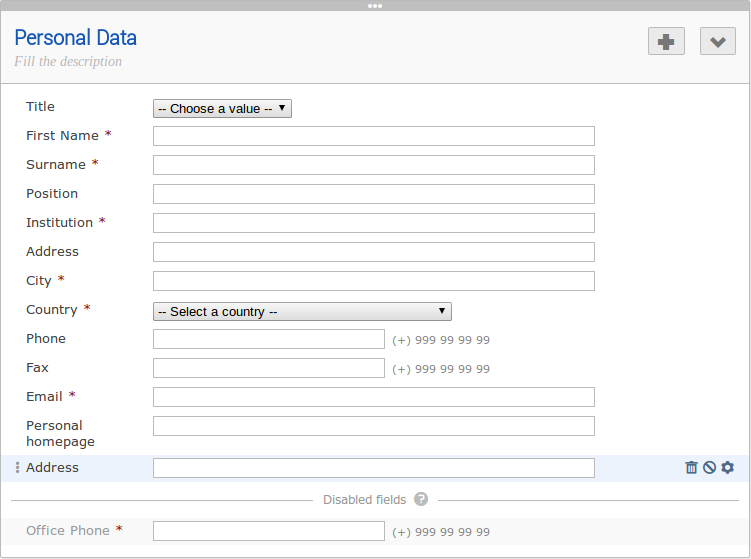 Personal Data
Fill the description
Title
-- Choose a value --
First Name *
Surname *
Position
Institution *
Address
City *
Country *
-- Select a country --
Phone
(+) 999 99 99 99
Fax
(+) 999 99 99 99
Email *
Personal
homepage
Address
Disabled fields ?
Office Phone *
(+) 999 99 99 99